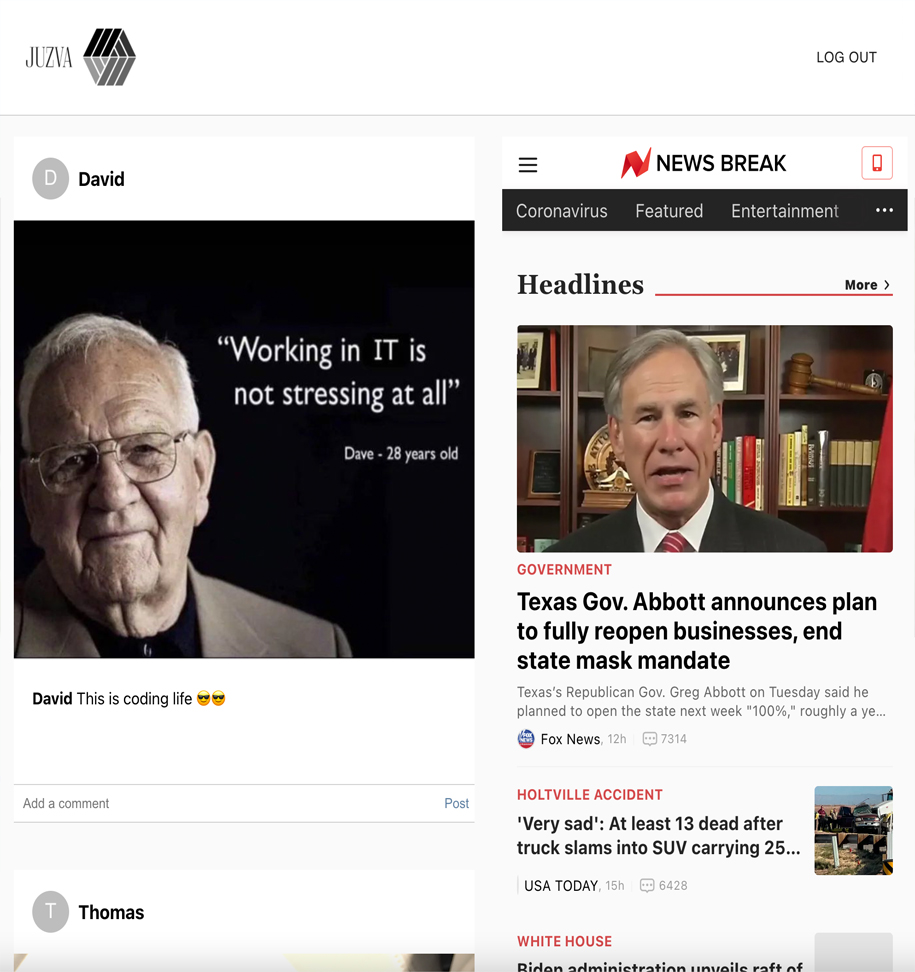 JUZVA
LOG OUT
D
David
“Working in IT is
not stressing at all”
Dave - 28 years old
David This is coding life 😎😎
Add a comment
Post
T
Thomas
NEWS BREAK
Coronavirus
Featured
Entertainment
...
Headlines
More >
GOVERNMENT
Texas Gov. Abbott announces plan
to fully reopen businesses, end
state mask mandate
Texas's Republican Gov. Greg Abbott on Tuesday said he
planned to open the state next week "100%," roughly a ye...
Fox News, 12h
7314
HOLTVILLE ACCIDENT
'Very sad': At least 13 dead after
truck slams into SUV carrying 25...
USA TODAY, 15h
6428
WHITE HOUSE
Biden administration unveils raft of